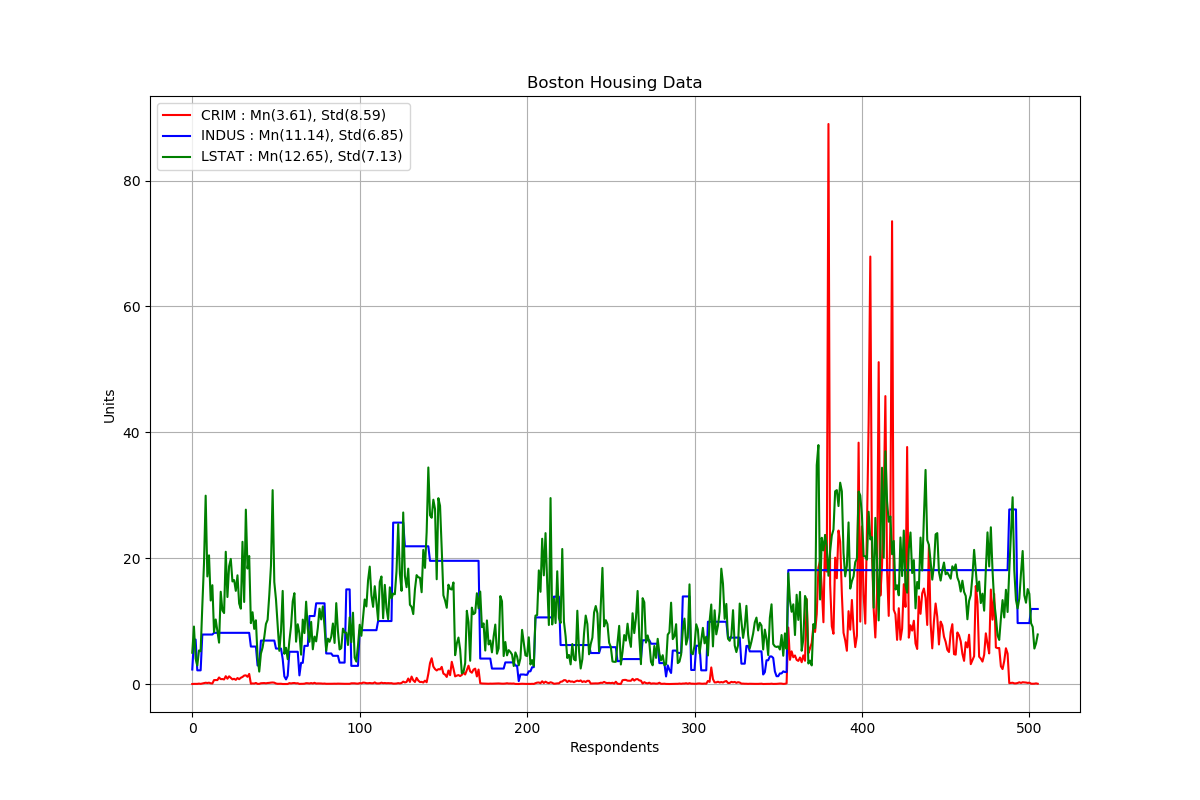 Boston Housing Data
CRIM : Mn(3.61), Std(8.59)
INDUS : Mn(11.14), Std(6.85)
LSTAT : Mn(12.65), Std(7.13)
80
60
40
20
0
Units
0 100 200 300 400 500
Respondents